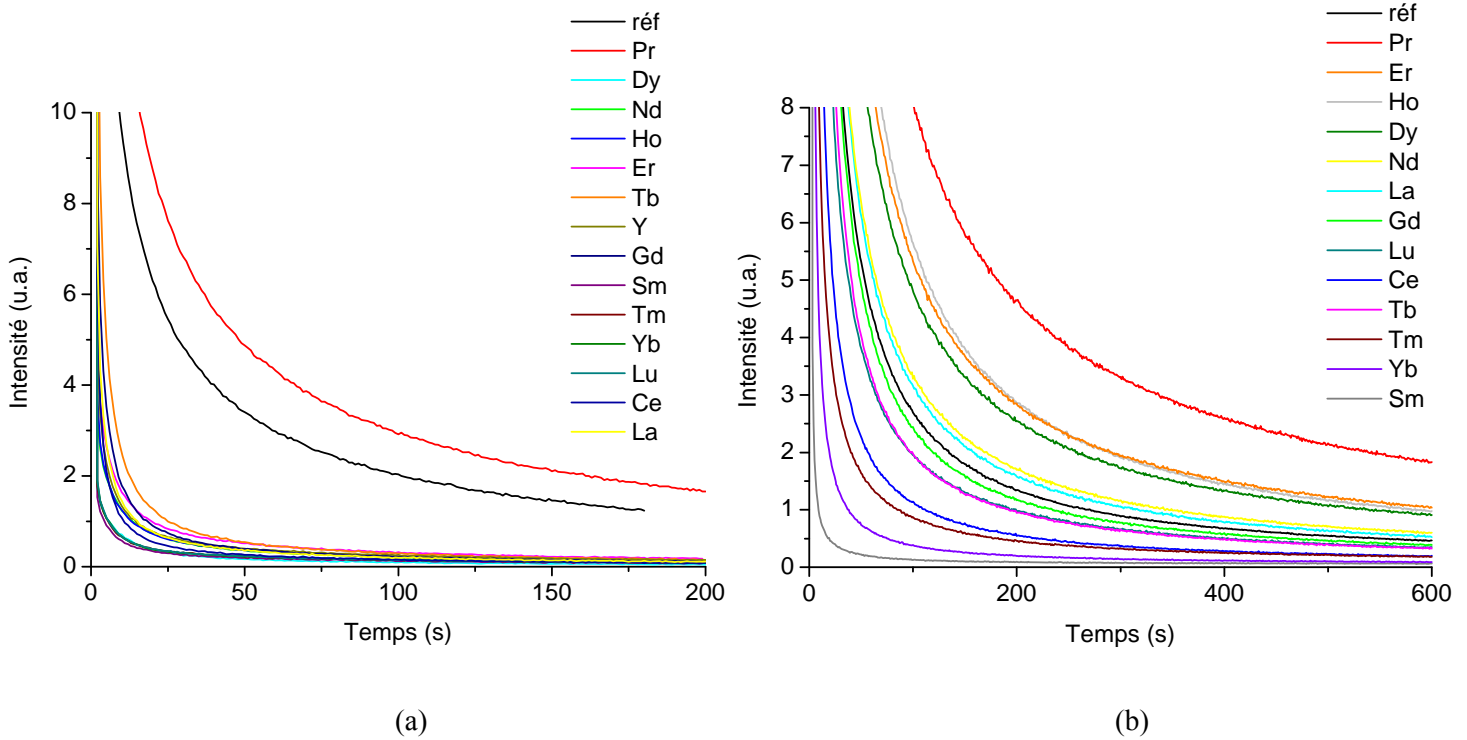 réf
Pr
Dy
Nd
Ho
Er
Tb
Y
Gd
Sm
Tm
Yb
Lu
Ce
La
10
8
6
4
2
0
Intensité (u.a.)
0 50 100 150 200
Temps (s)
(a)
réf
Pr
Er
Ho
Dy
Nd
La
Gd
Lu
Ce
Tb
Tm
Yb
Sm
8
7
6
5
4
3
2
1
0
Intensité (u.a.)
0 200 400 600
Temps (s)
(b)